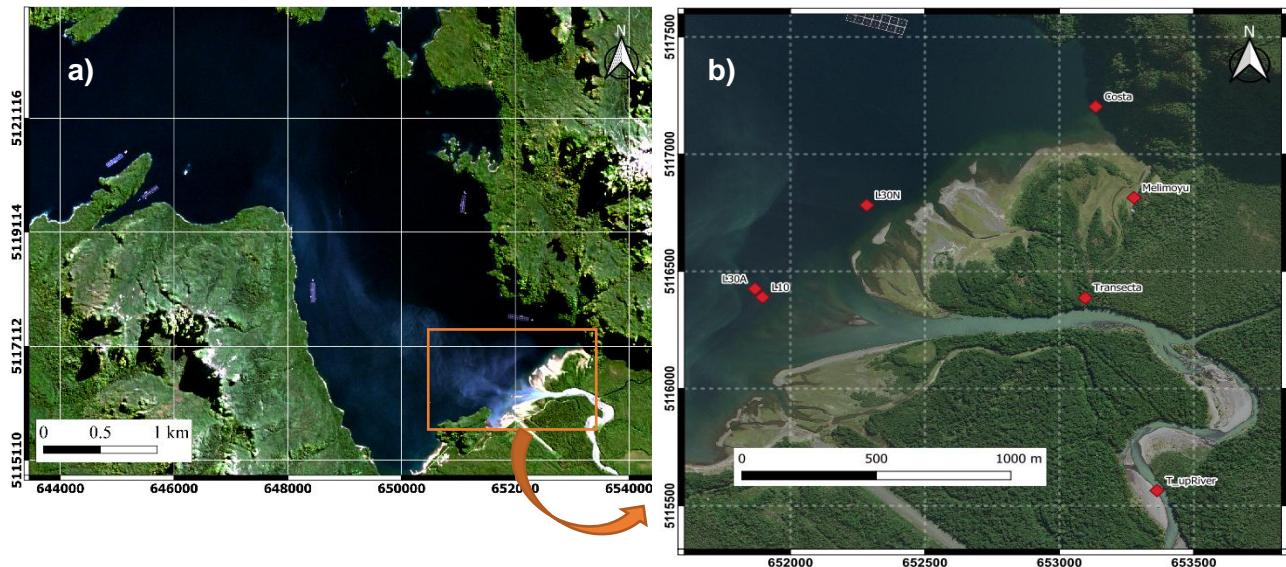 a)
N
5121116
5119114
5117112
5115110
0 0.5 1 km
644000 646000 648000 650000 652000 654000
b)
N
5117500
5117000
5116500
5116000
5115500
Costa
Melimoyu
L30N
L30A
L10
Transecta
T_upRiver
0 500 1000 m
652000 652500 653000 653500